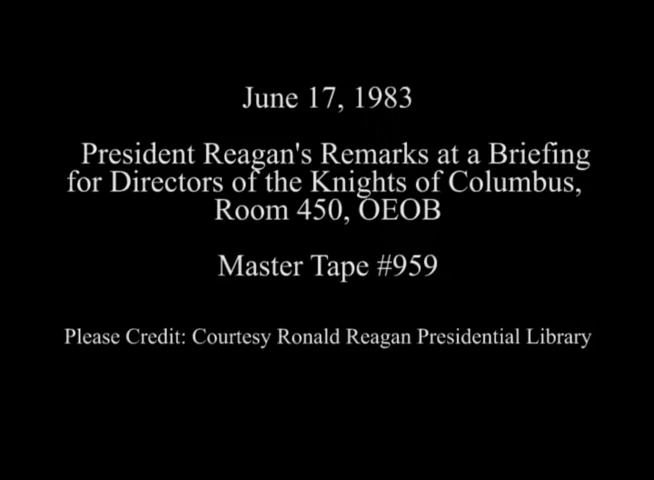 June 17, 1983
President Reagan's Remarks at a Briefing
for Directors of the Knights of Columbus,
Room 450, OEOB
Master Tape #959
Please Credit: Courtesy Ronald Reagan Presidential Library